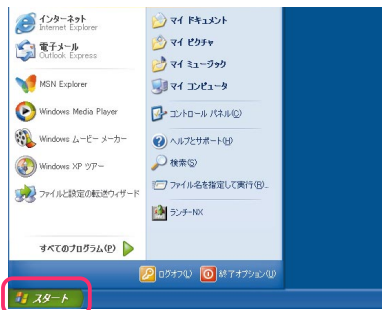 インターネット
Internet Explorer
電子メール
Outlook Express
MSN Explorer
Windows Media Player
Windows ムービー メーカー
Windows XP ツアー
ファイルと設定の転送ウィザード
すべてのプログラム(P)
マイ ドキュメント
マイ ピクチャ
マイ ミュージック
マイ コンピュータ
コントロール パネル(C)
ヘルプとサポート(H)
検索(S)
ファイル名を指定して実行(R)...
ランチ-NX
ログオフ(L)
終了オプション(U)
スタート